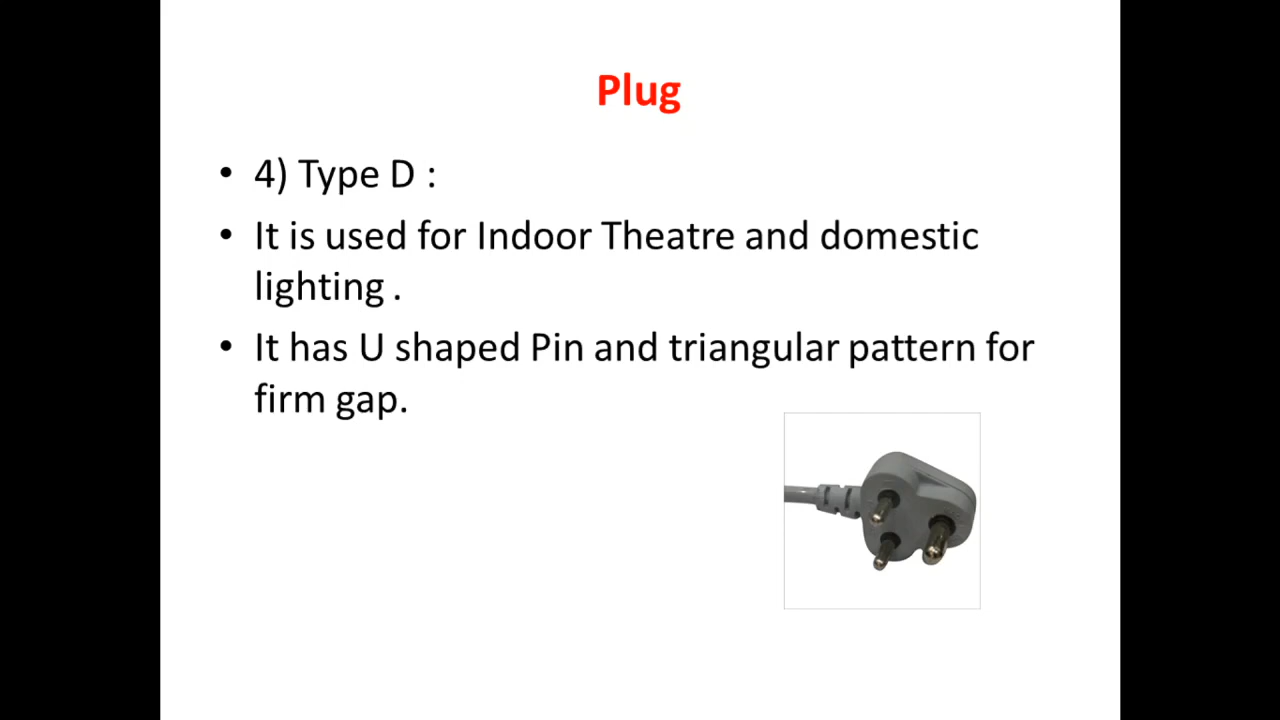 Plug
• 4) Type D :
• It is used for Indoor Theatre and domestic
lighting .
• It has U shaped Pin and triangular pattern for
firm gap.